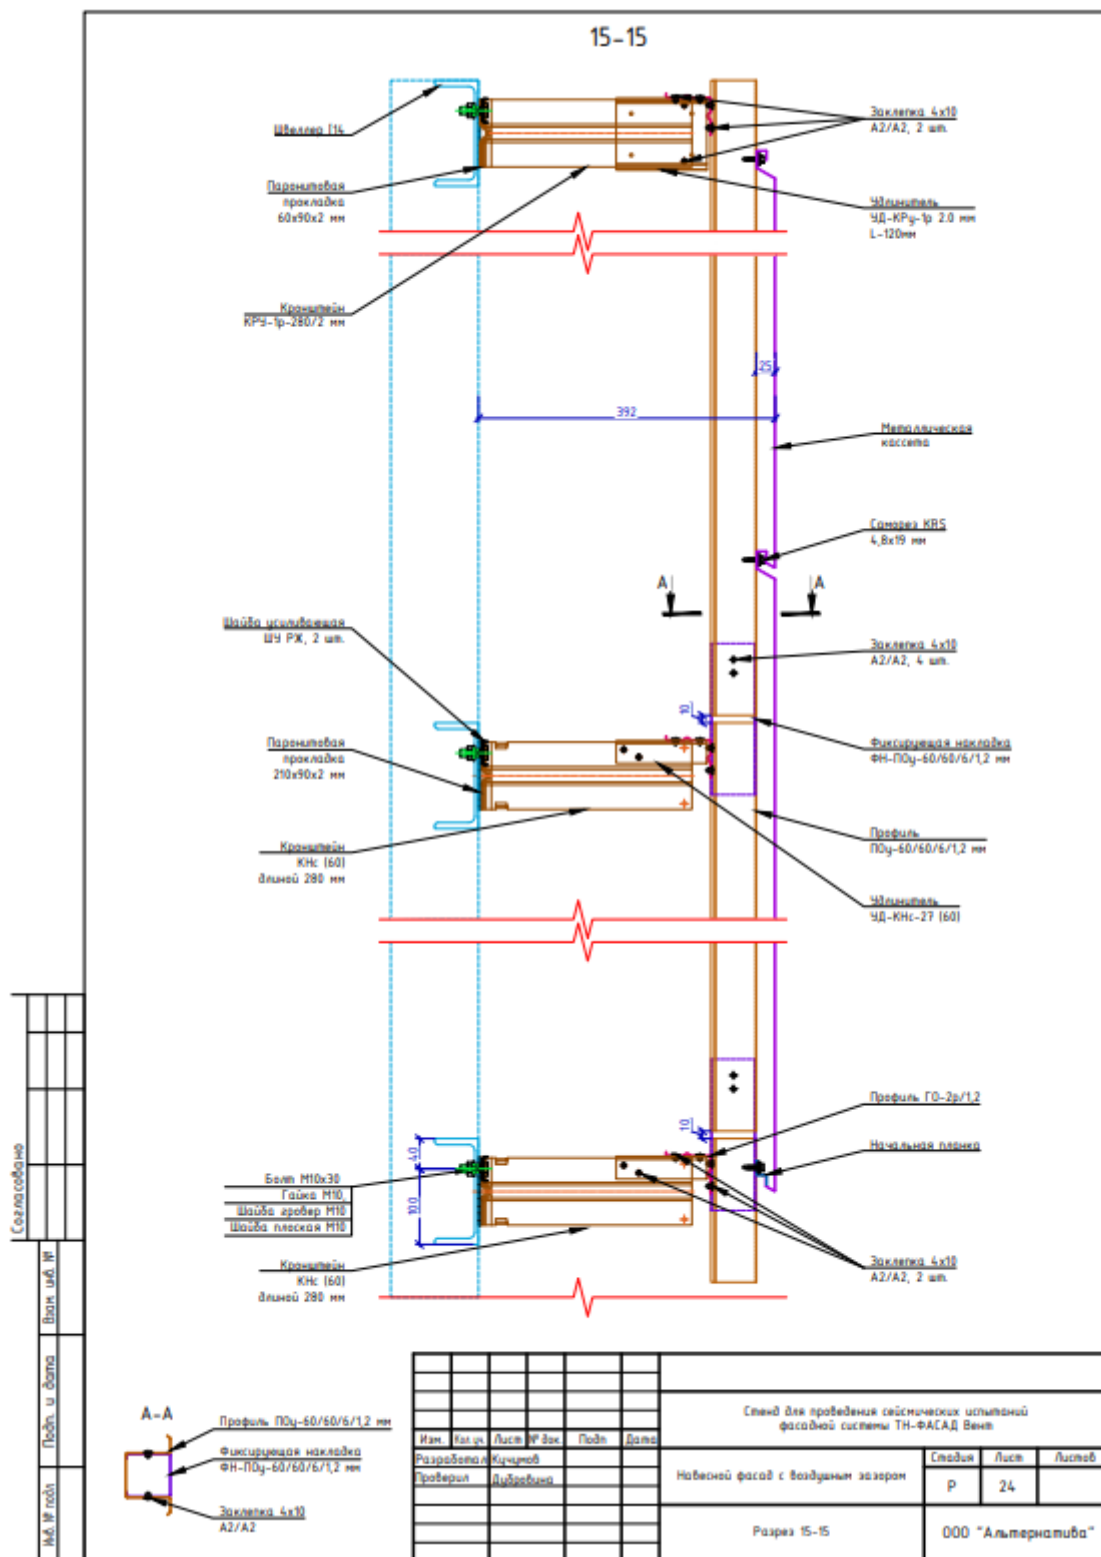 15-15
Швеллер П14
Паронитовая
прокладка
60х90х2 мм
Кронштейн
КРУ-1р-280/2 мм
Заклепка 4х10
А2/А2, 2 шт.
Удлинитель
УД-КРу-1р 2.0 мм
L-120мм
25
392
Металлическая
кассета
Саморез KRS
4,8х19 мм
А
А
Шайба усиливающая
ШУ РЖ, 2 шт.
Заклепка 4х10
А2/А2, 4 шт.
10
Паронитовая
прокладка
210х90х2 мм
Фиксирующая накладка
ФН-ПОу-60/60/6/1,2 мм
Кронштейн
КНс (60)
длиной 280 мм
Профиль
ПОу-60/60/6/1,2 мм
Удлинитель
УД-КНс-27 (60)
Профиль ГО-2р/1,2
10
Начальная планка
40
100
Болт М10х30
Гайка М10,
Шайба гровер М10
Шайба плоская М10
Кронштейн
КНс (60)
длиной 280 мм
Заклепка 4х10
А2/А2, 2 шт.
Согласовано
Взам. инв. №
Подп. и дата
Инв. № подл
А-А
Профиль ПОу-60/60/6/1,2 мм
Фиксирующая накладка
ФН-ПОу-60/60/6/1,2 мм
Заклепка 4х10
А2/А2
Стенд для проведения сейсмических испытаний
фасадной системы ТН-ФАСАД Вент
Изм. Кол.уч. Лист № док. Подп Дата
Разработал Кучумов
Проверил Дубровина
Навесной фасад с воздушным зазором
Стадия Лист Листов
Р 24
Разрез 15-15
ООО "Альтернатива"